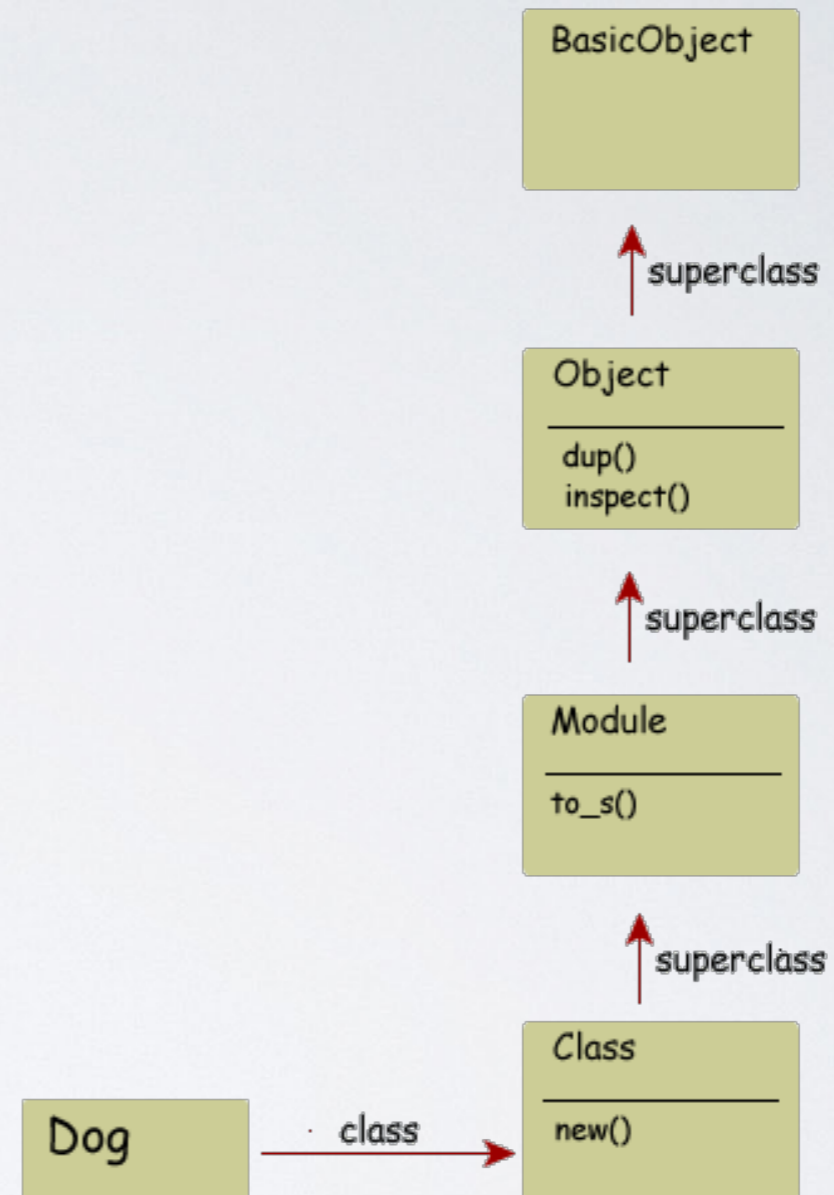 BasicObject
superclass
Object
dup()
inspect()
superclass
Module
to_s()
superclass
Class
new()
Dog
class